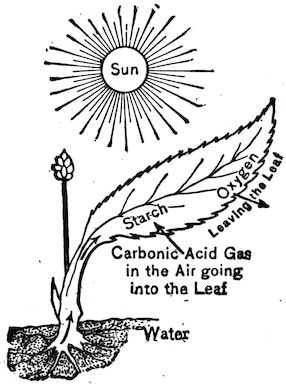 Sun
Oxygen
Leaving the Leaf
Starch
Carbonic Acid Gas
in the Air going
into the Leaf
Water